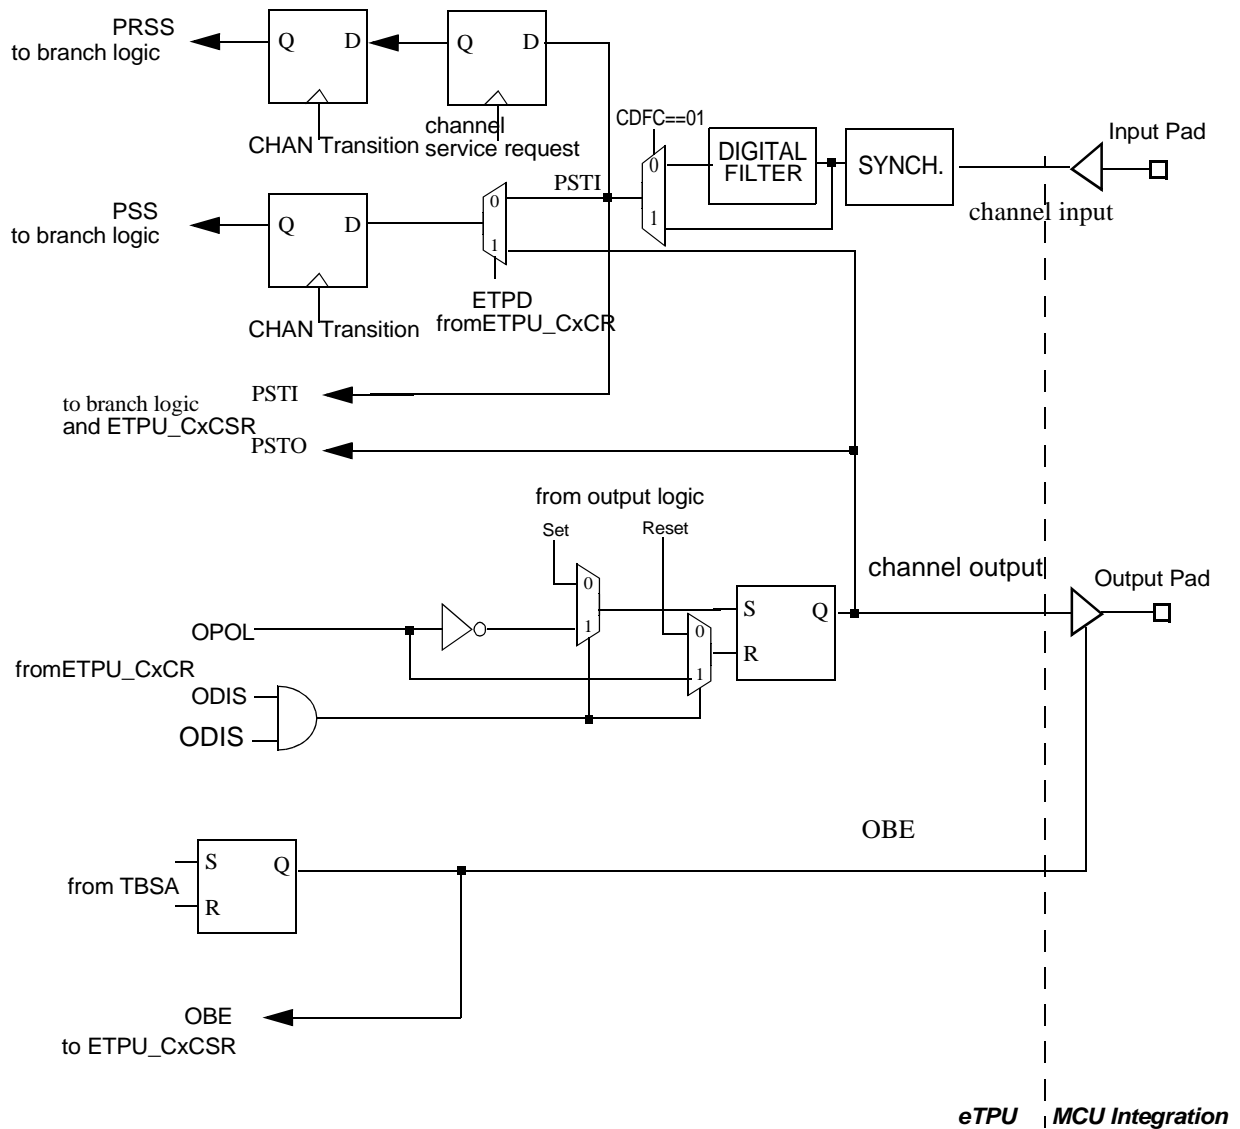 PRSS
to branch logic
Q D
Q D
CHAN Transition
channel
service request
CDFC==01
0
1
DIGITAL
FILTER
SYNCH.
Input Pad
channel input
PSTI
PSS
to branch logic
Q D
0
1
CHAN Transition
ETPD
fromETPU_CxCR
PSTI
to branch logic
and ETPU_CxCSR
PSTO
from output logic
Set
Reset
0
1
0
1
S Q
R
channel output
Output Pad
OPOL
fromETPU_CxCR
ODIS
ODIS
OBE
S Q
R
from TBSA
OBE
to ETPU_CxCSR
eTPU
MCU Integration